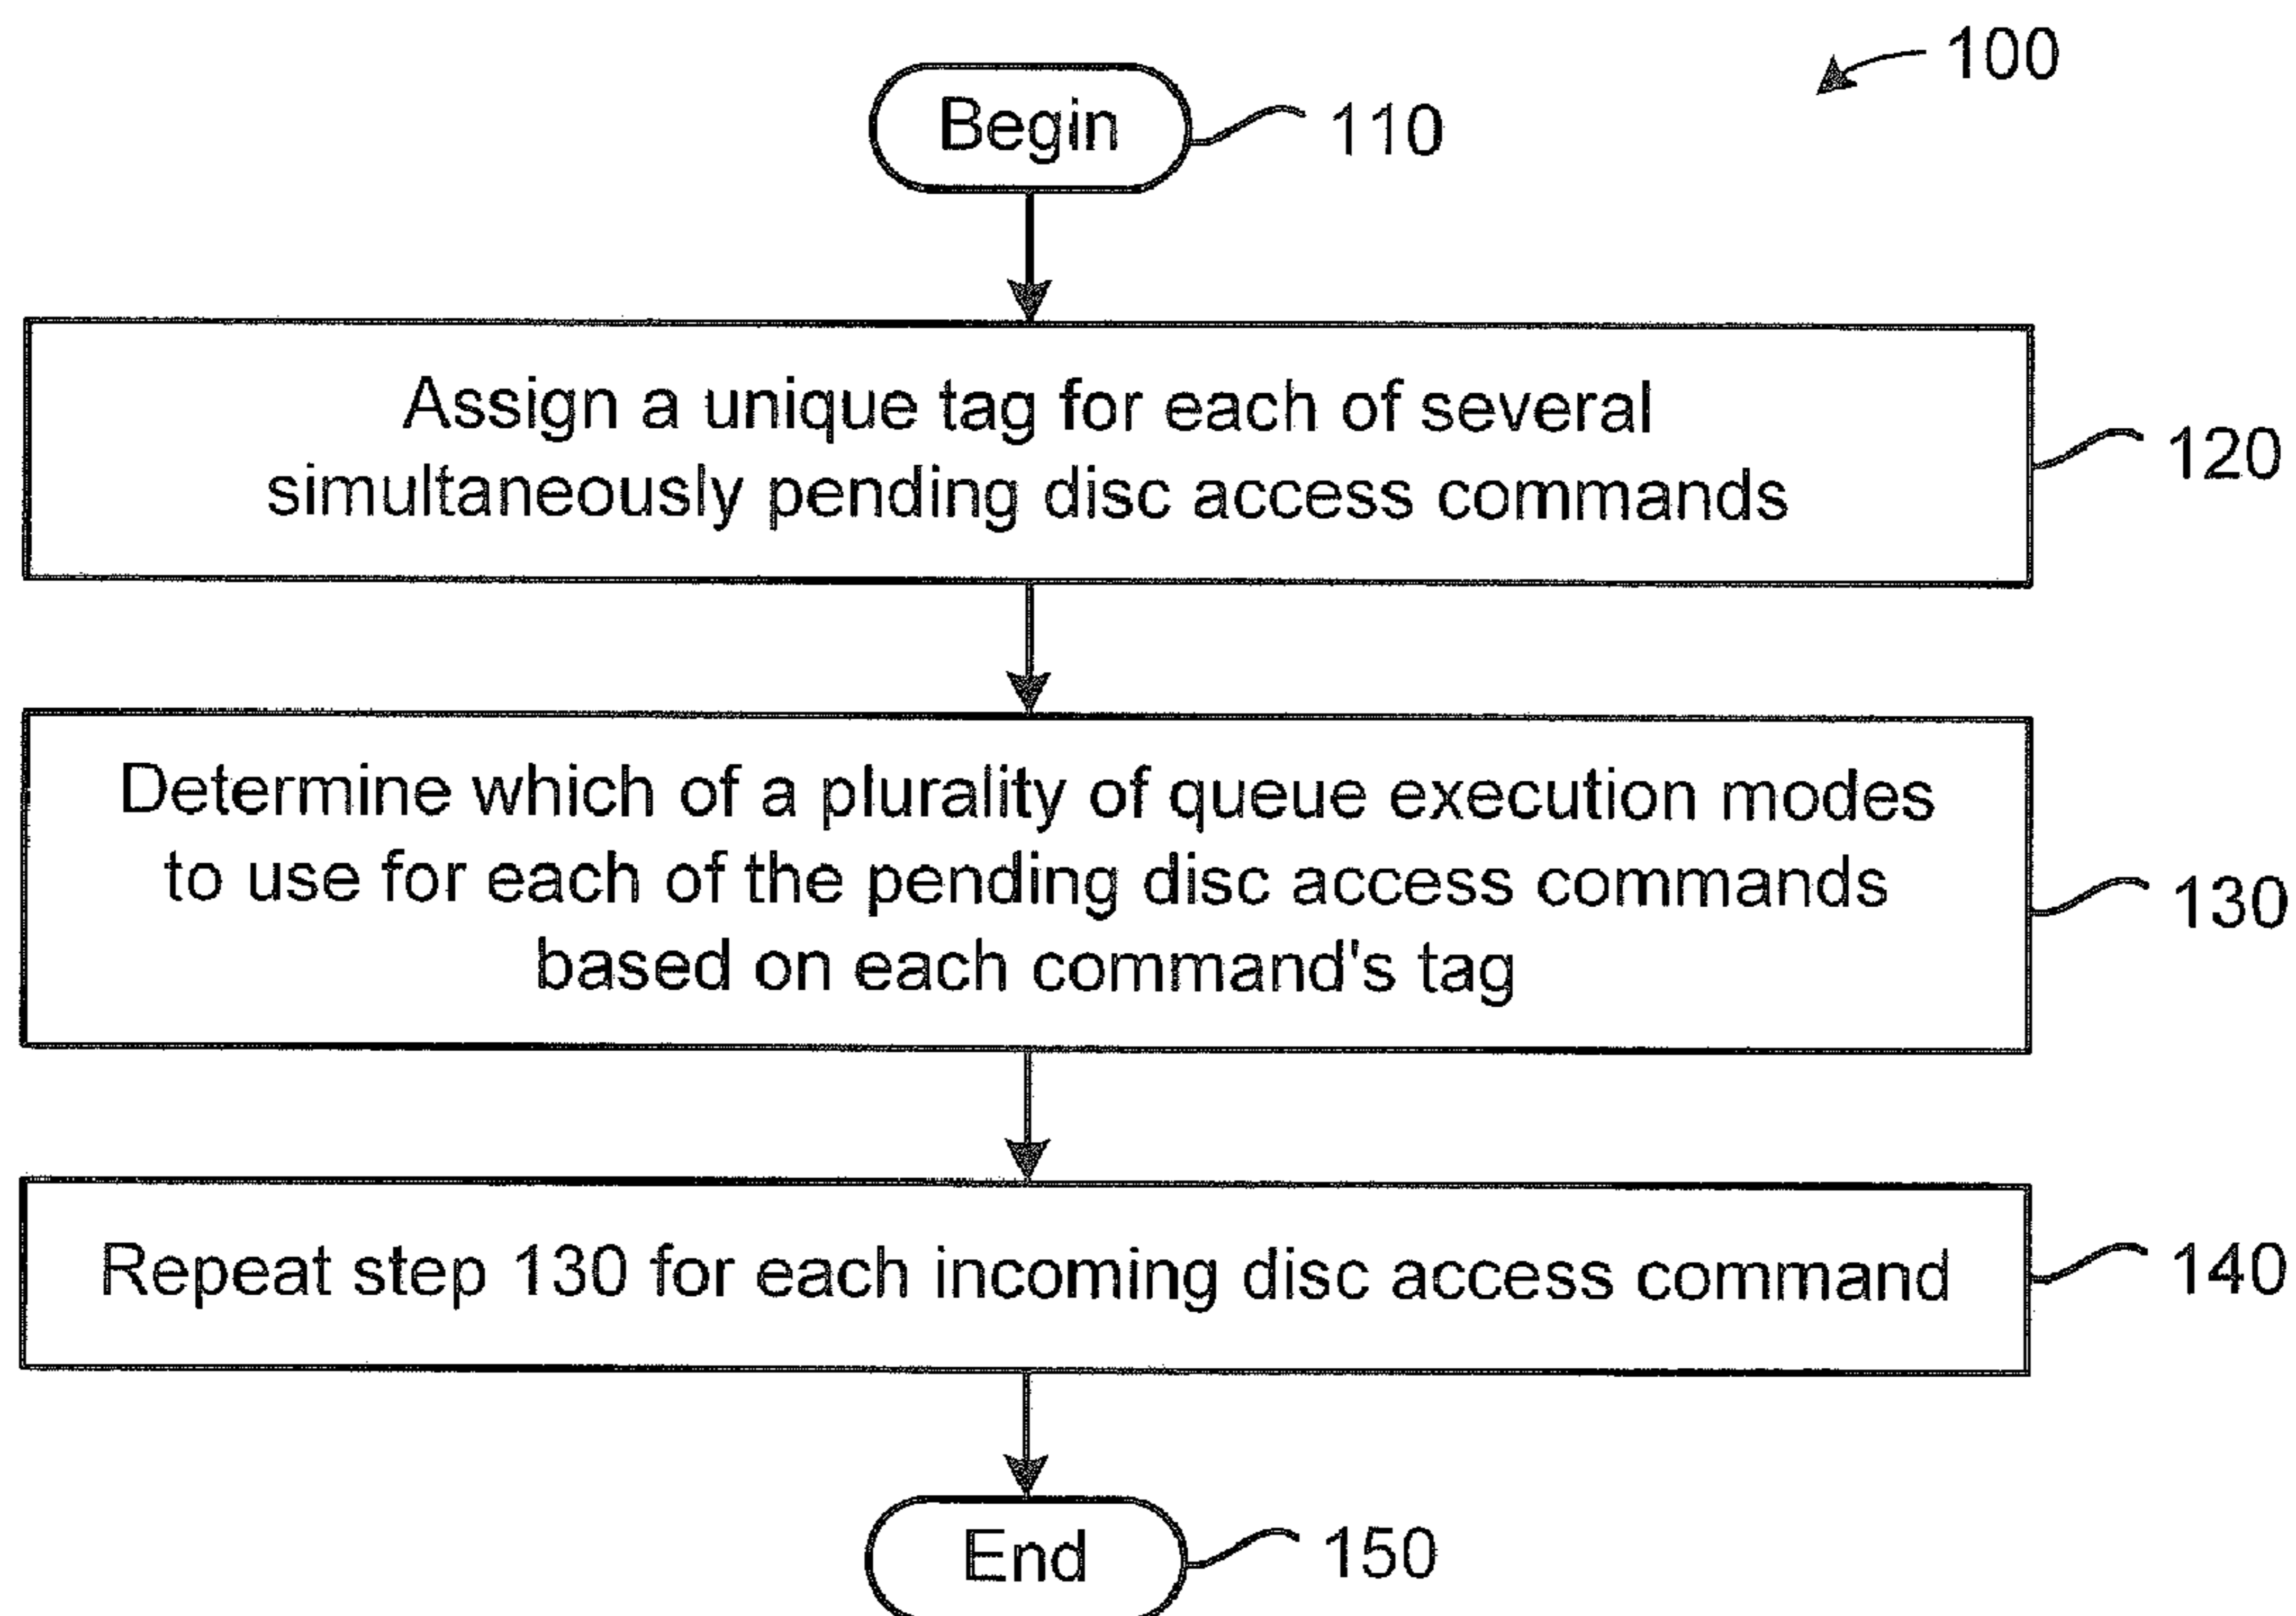 100
Begin
110
Assign a unique tag for each of several
simultaneously pending disc access commands
120
Determine which of a plurality of queue execution modes
to use for each of the pending disc access commands
based on each command's tag
130
Repeat step 130 for each incoming disc access command
140
End
150